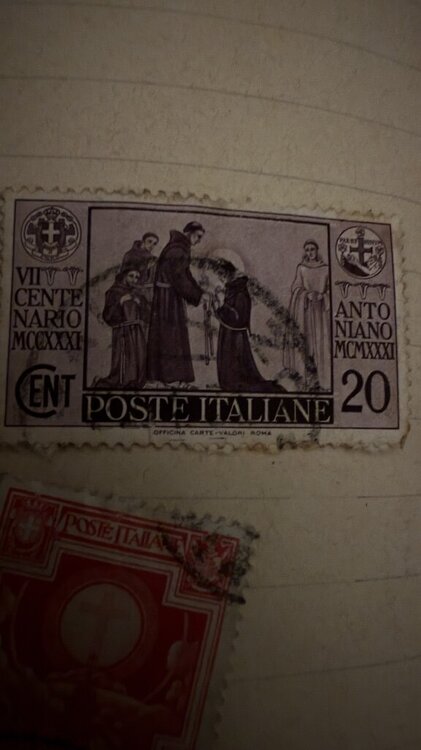 VII
CENTE
NARIO
MCCXXXI
CENT
ANTO
NIANO
MCMXXXI
20
POSTE ITALIANE
OFFICINA CARTE-VALORI ROMA
POSTE ITALIANE